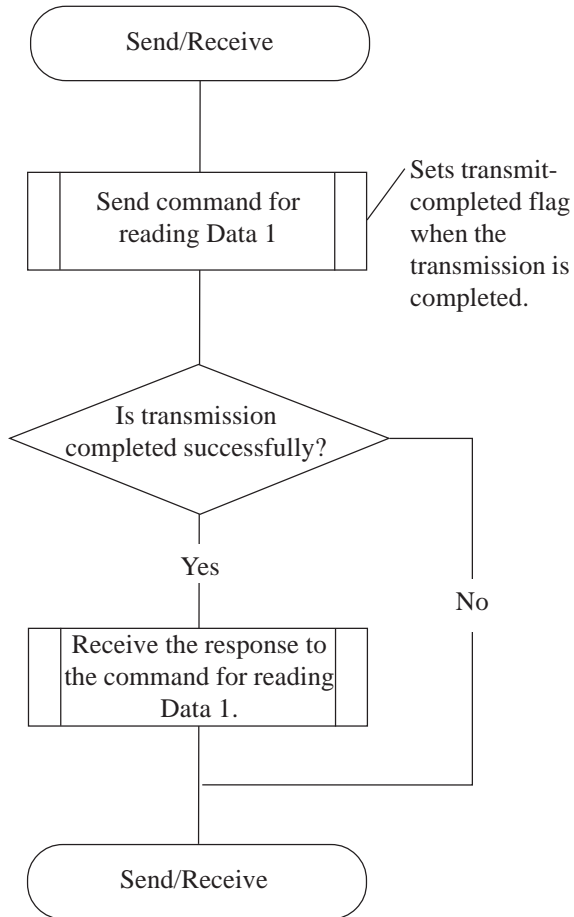 Send/Receive
Send command for
reading Data 1
Sets transmit-
completed flag
when the
transmission is
completed.
Is transmission
completed successfully?
Yes
No
Receive the response to
the command for reading
Data 1.
Send/Receive